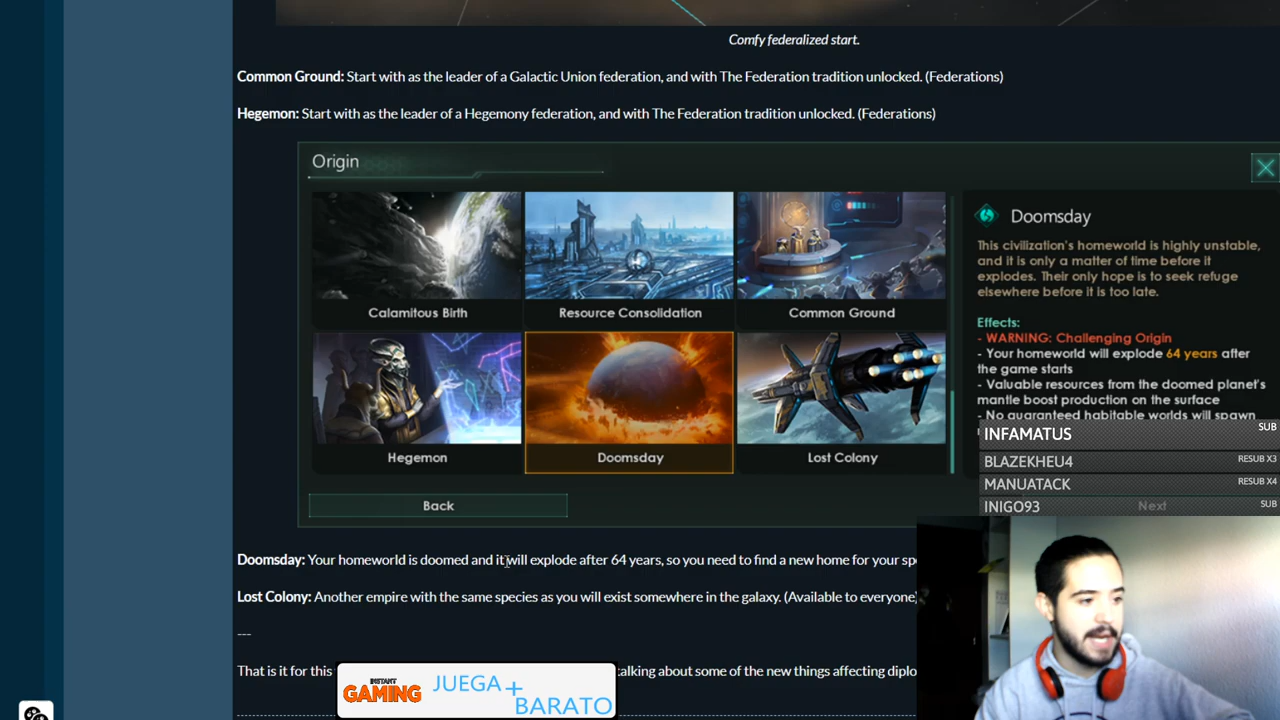 Comfy federalized start.
Common Ground: Start with as the leader of a Galactic Union federation, and with The Federation tradition unlocked. (Federations)
Hegemon: Start with as the leader of a Hegemony federation, and with The Federation tradition unlocked. (Federations)
Origin
Calamitous Birth
Resource Consolidation
Common Ground
Hegemon
Doomsday
Lost Colony
Back
Doomsday
This civilization's homeworld is highly unstable,
and it is only a matter of time before it
explodes. Their only hope is to seek refuge
elsewhere before it is too late.
Effects:
- WARNING: Challenging Origin
- Your homeworld will explode 64 years after
the game starts
- Valuable resources from the doomed planet's
mantle boost production on the surface
- No guaranteed habitable worlds will spawn
INFAMATUS SUB
BLAZEKHEU4 RESUB X3
MANUATACK RESUB X4
INIGO93 SUB
Next
Doomsday: Your homeworld is doomed and it will explode after 64 years, so you need to find a new home for your
Lost Colony: Another empire with the same species as you will exist somewhere in the galaxy. (Available to everyone)
---
That is it for this talking about some of the new things affecting
INSTANT GAMING
JUEGA+
BARATO